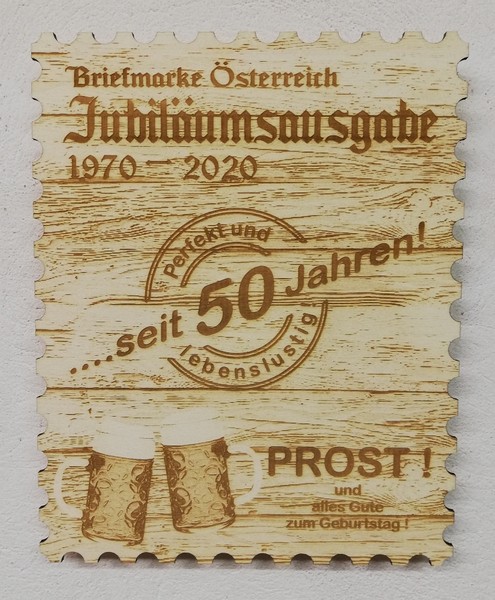 Briefmarke Österreich
Jubiläumsausgabe
1970 — 2020
Perfekt und
....seit 50 Jahren!
lebenslustig!
PROST !
und
alles Gute
zum Geburtstag !